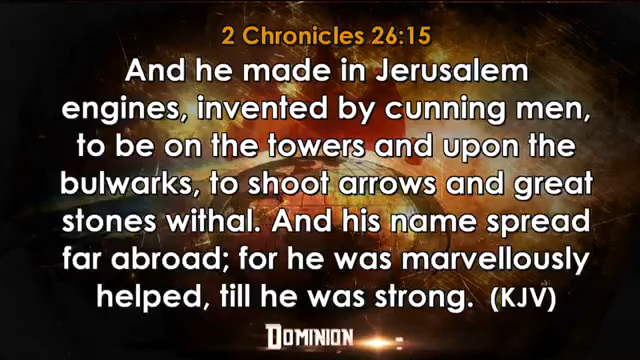 2 Chronicles 26:15
And he made in Jerusalem
engines, invented by cunning men,
to be on the towers and upon the
bulwarks, to shoot arrows and great
stones withal. And his name spread
far abroad; for he was marvellously
helped, till he was strong. (KJV)
DOMINION